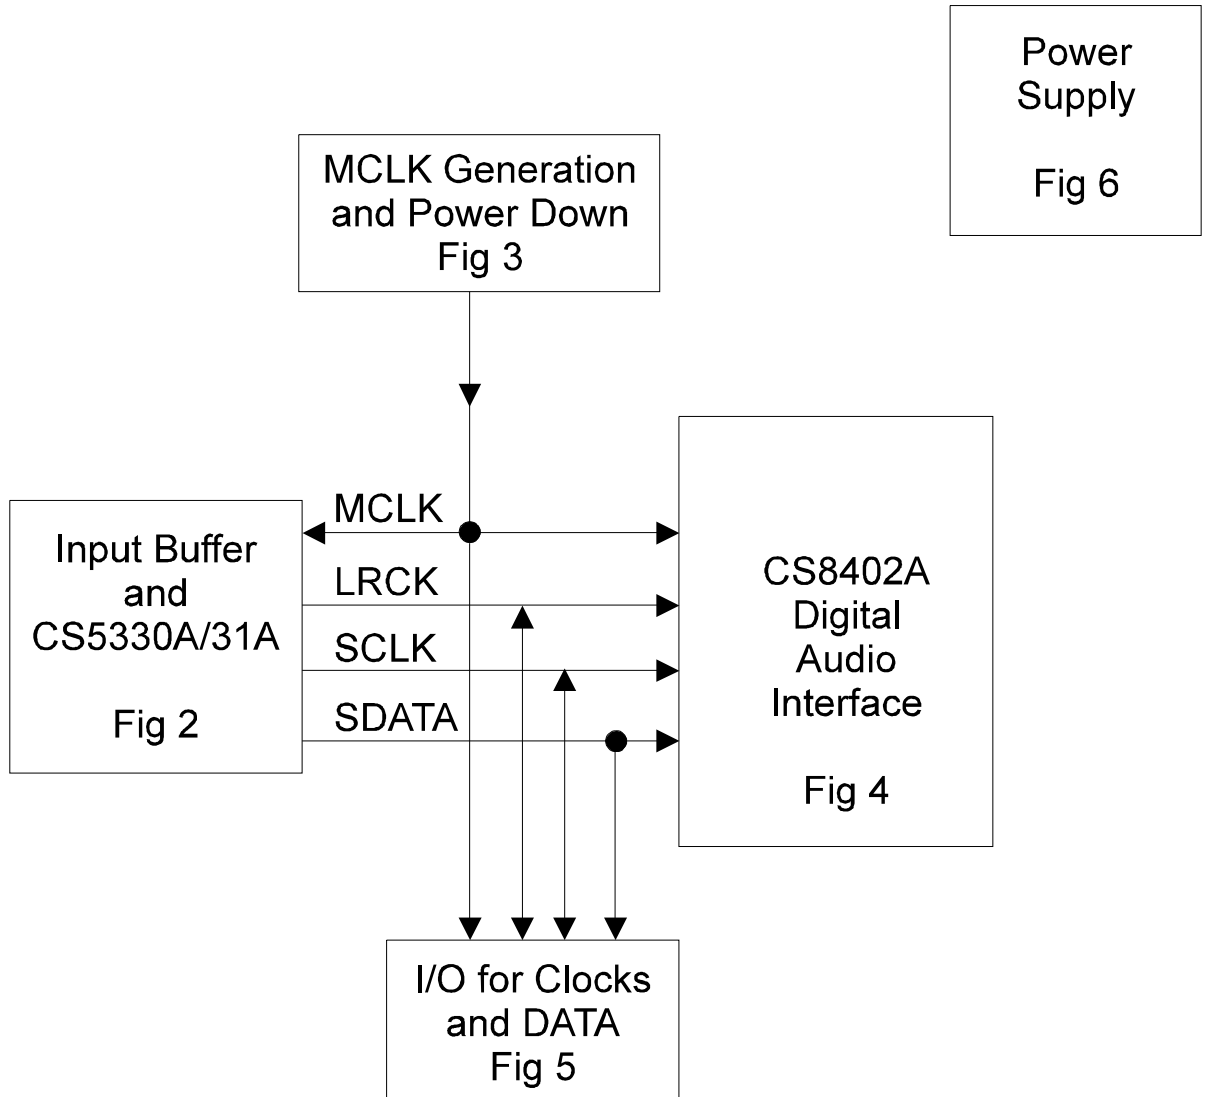 Power
Supply
Fig 6
MCLK Generation
and Power Down
Fig 3
Input Buffer
and
CS5330A/31A
Fig 2
MCLK
LRCK
SCLK
SDATA
CS8402A
Digital
Audio
Interface
Fig 4
I/O for Clocks
and DATA
Fig 5